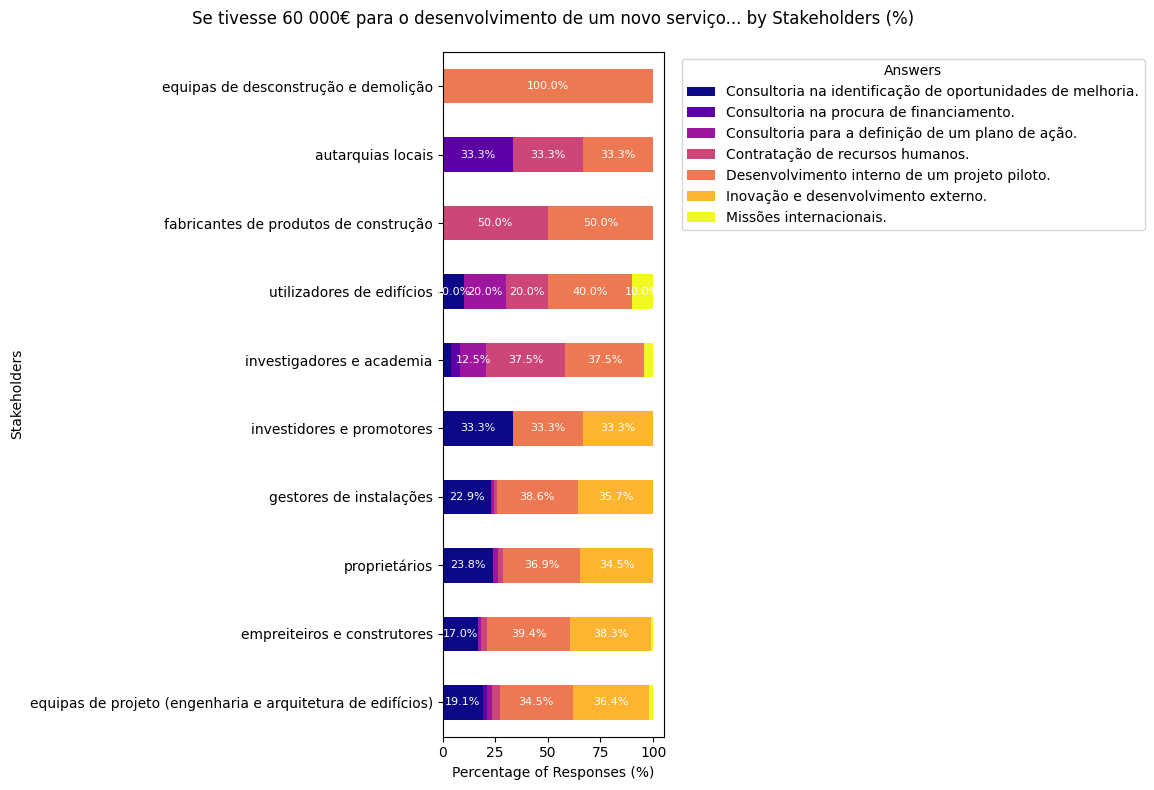 Se tivesse 60 000€ para o desenvolvimento de um novo serviço... by Stakeholders (%)
Answers
Consultoria na identificação de oportunidades de melhoria.
Consultoria na procura de financiamento.
Consultoria para a definição de um plano de ação.
Contratação de recursos humanos.
Desenvolvimento interno de um projeto piloto.
Inovação e desenvolvimento externo.
Missões internacionais.
Stakeholders
equipas de desconstrução e demolição 100.0%
autarquias locais 33.3% 33.3% 33.3%
fabricantes de produtos de construção 50.0% 50.0%
utilizadores de edifícios 10.0% 20.0% 20.0% 40.0% 10.0%
investigadores e academia 12.5% 37.5% 37.5%
investidores e promotores 33.3% 33.3% 33.3%
gestores de instalações 22.9% 38.6% 35.7%
proprietários 23.8% 36.9% 34.5%
empreiteiros e construtores 17.0% 39.4% 38.3%
equipas de projeto (engenharia e arquitetura de edifícios) 19.1% 34.5% 36.4%
0 25 50 75 100
Percentage of Responses (%)